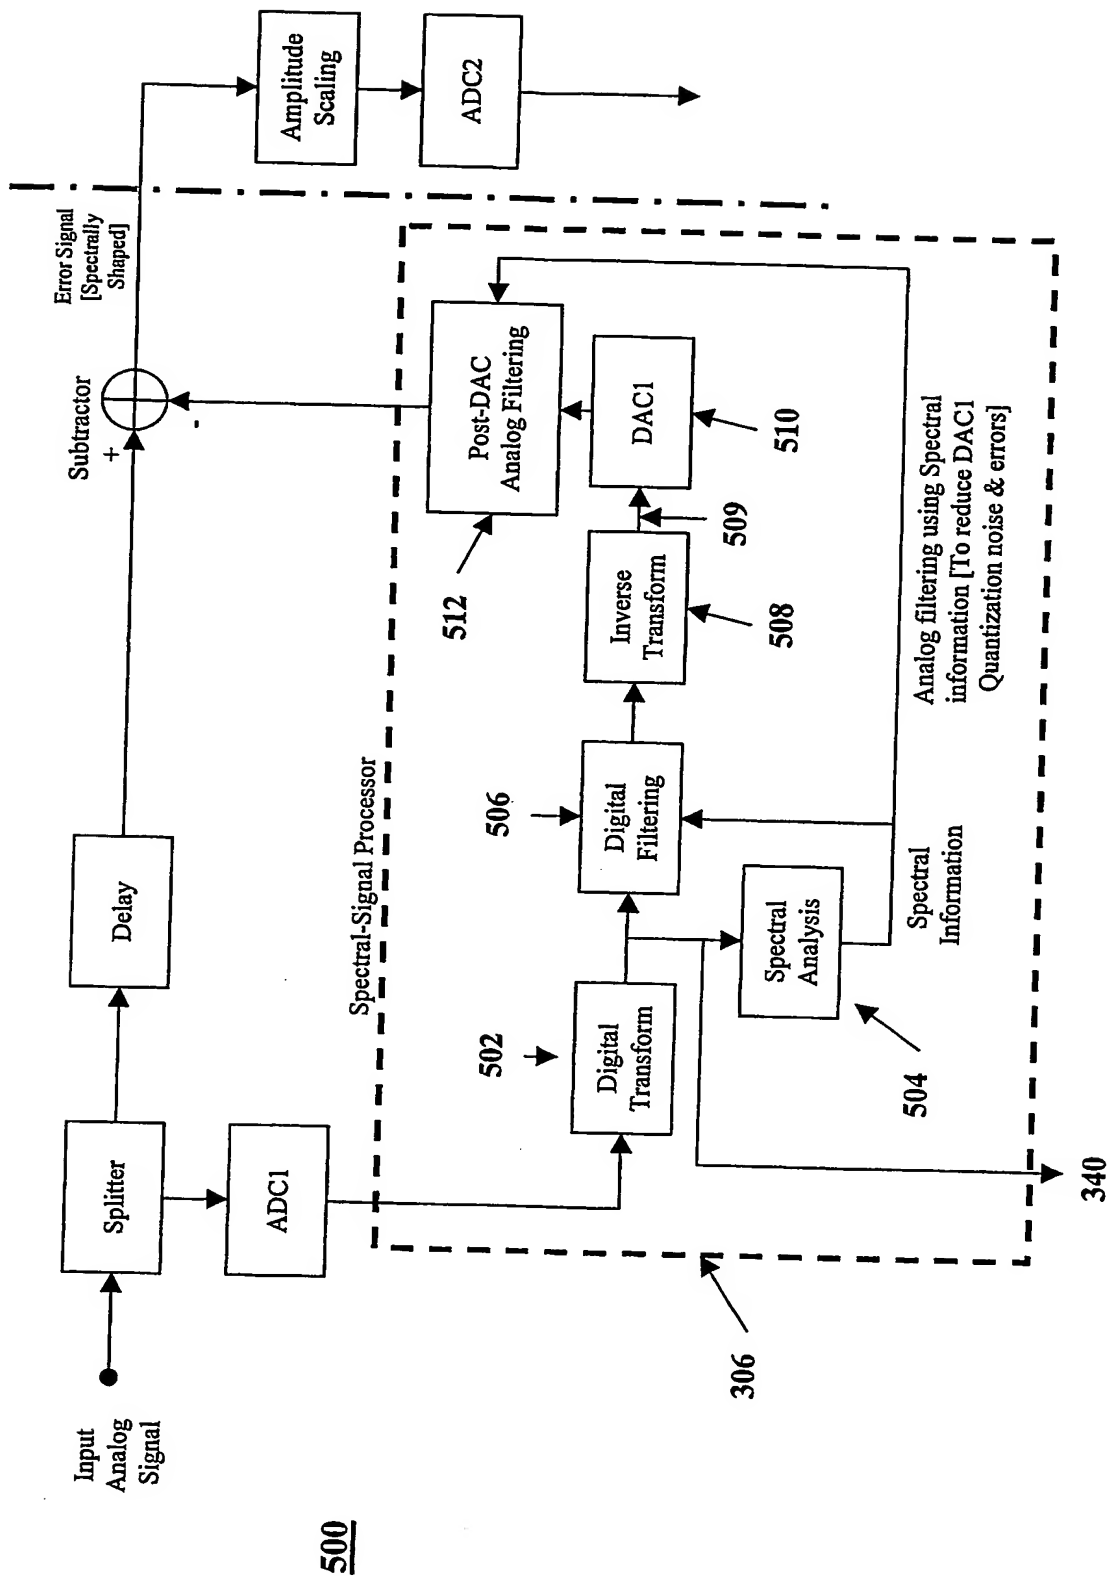 500
Input
Analog
Signal
Splitter
Delay
Subtractor
+
-
Error Signal
[Spectrally
Shaped]
Amplitude
Scaling
ADC2
ADC1
Spectral-Signal Processor
306
502
Digital
Transform
506
Digital
Filtering
Inverse
Transform
508
509
DAC1
510
Post-DAC
Analog Filtering
512
Spectral
Analysis
504
Spectral
Information
Analog filtering using Spectral
information [To reduce DAC1
Quantization noise & errors]
340